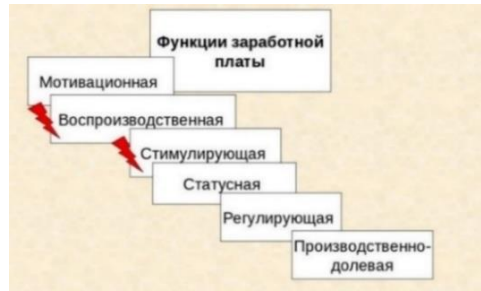 Функции заработной
платы
Мотивационная
Воспроизводственная
Стимулирующая
Статусная
Регулирующая
Производственно-
долевая